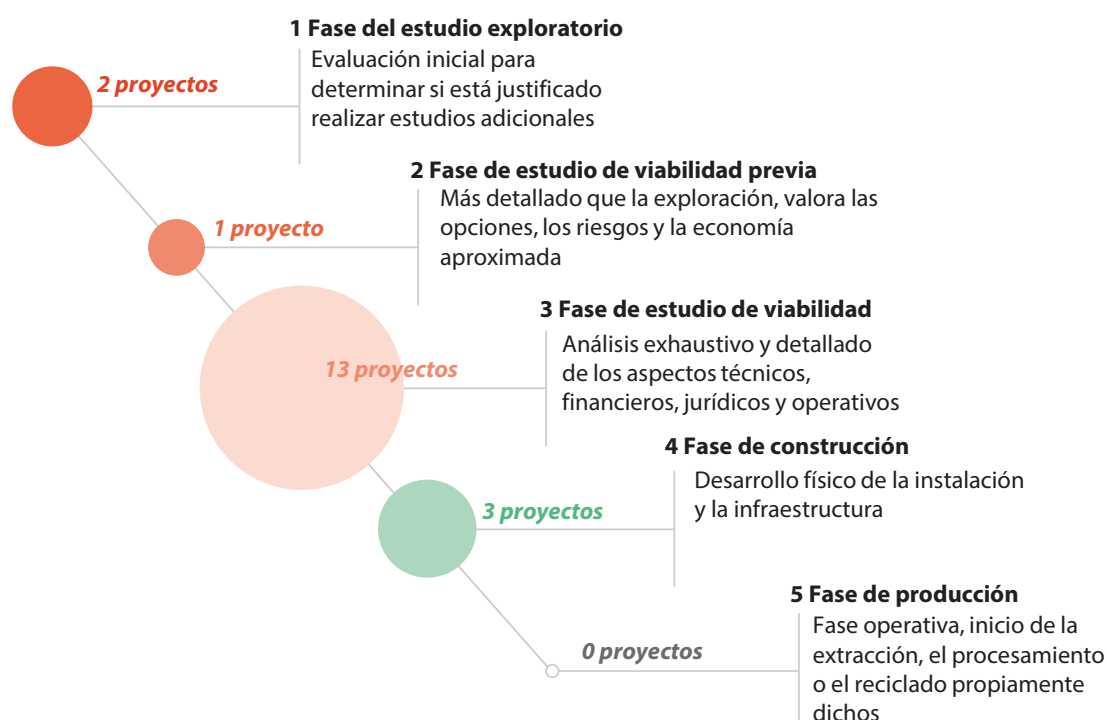 1 Fase del estudio exploratorio
2 proyectos
Evaluación inicial para
determinar si está justificado
realizar estudios adicionales
2 Fase de estudio de viabilidad previa
1 proyecto
Más detallado que la exploración, valora las
opciones, los riesgos y la economía
aproximada
3 Fase de estudio de viabilidad
13 proyectos
Análisis exhaustivo y detallado
de los aspectos técnicos,
financieros, jurídicos y operativos
4 Fase de construcción
3 proyectos
Desarrollo físico de la instalación
y la infraestructura
5 Fase de producción
0 proyectos
Fase operativa, inicio de la
extracción, el procesamiento
o el reciclado propiamente
dichos